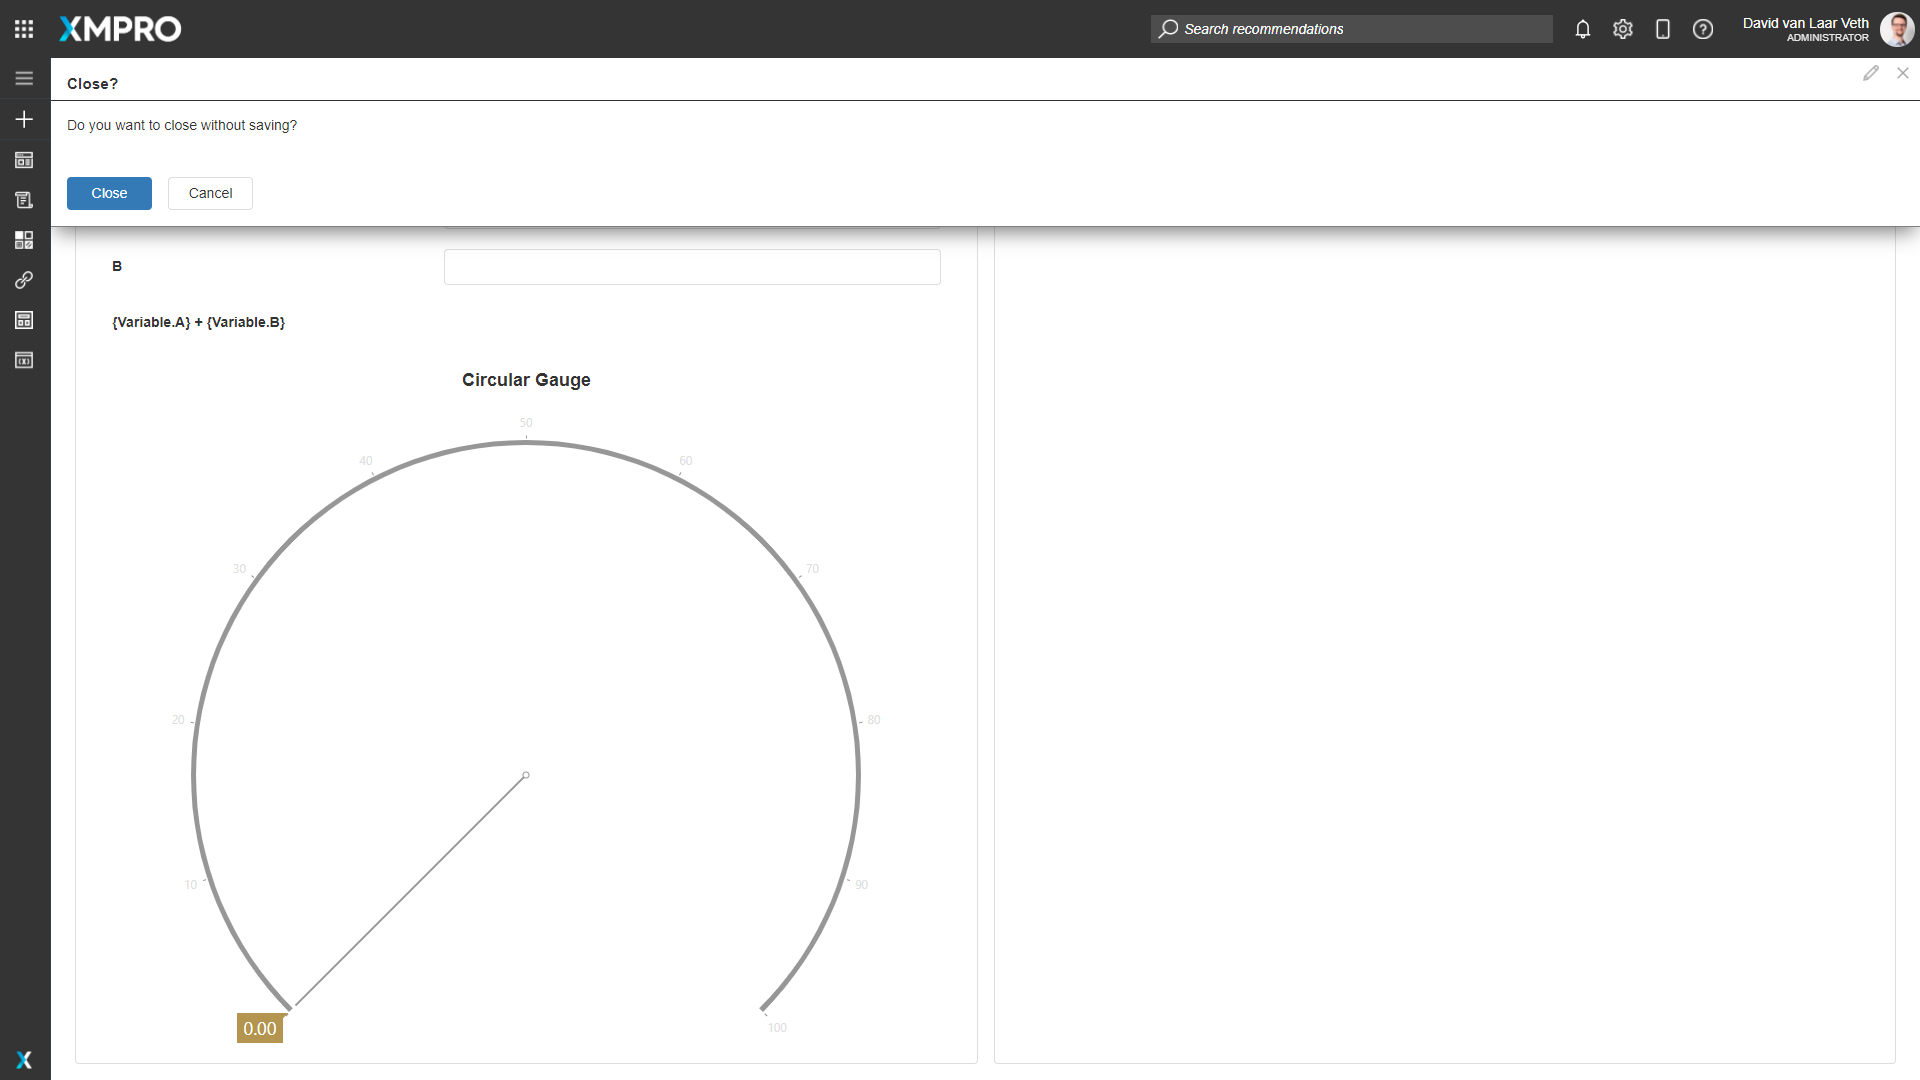 XMPRO
Search recommendations
David van Laar Veth
ADMINISTRATOR
Close?
Do you want to close without saving?
Close
Cancel
B
{Variable.A} + {Variable.B}
Circular Gauge
50
40
60
30
70
20
80
10
90
0.00
100